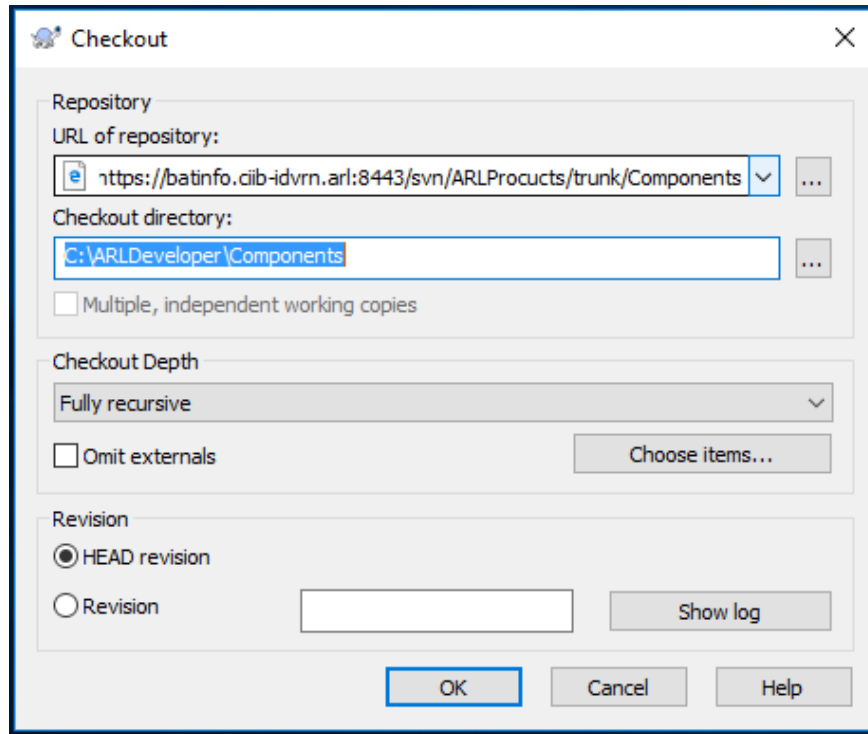 Checkout
Repository
URL of repository:
https://batinfo.ciib-idvrn.arl:8443/svn/ARLProcucts/trunk/Components
...
Checkout directory:
C:\ARLDeveloper\Components
...
Multiple, independent working copies
Checkout Depth
Fully recursive
Omit externals
Choose items...
Revision
HEAD revision
Revision
Show log
OK
Cancel
Help